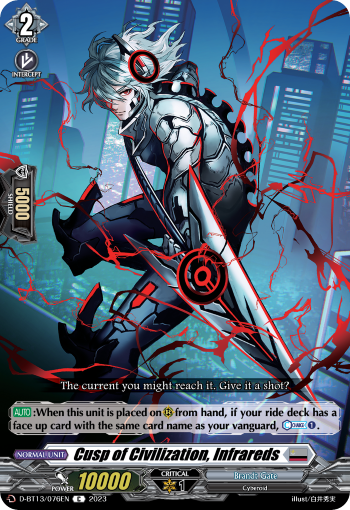 2
GRADE
INTERCEPT
5000
SHIELD
The current you might reach it. Give it a shot?
AUTO :When this unit is placed on R from hand, if your ride deck has a
face up card with the same card name as your vanguard, CHARGE 1.
NORMAL UNIT Cusp of Civilization, Infrareds
POWER 10000 CRITICAL 1 Brandt Gate
Cyberoid
D-BT13/076EN C 2023 illust/白井秀実